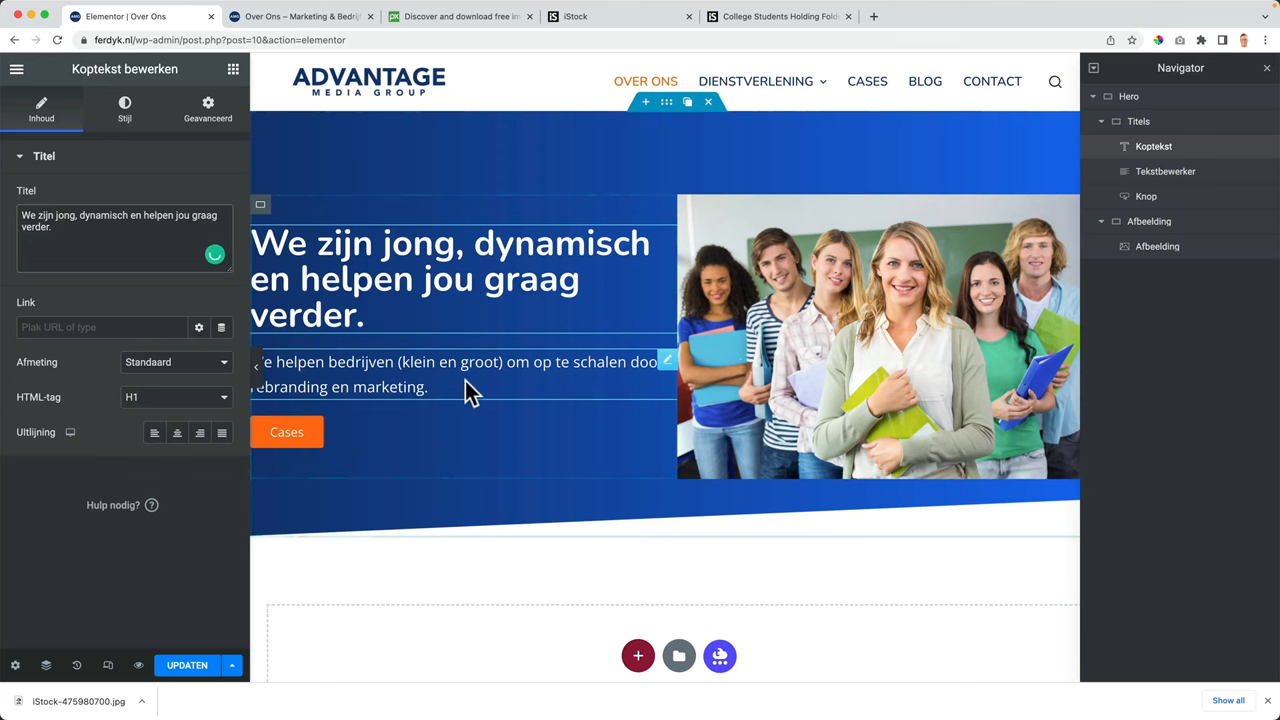 Elementor | Over Ons
Over Ons – Marketing & Bedrij
Discover and download free im
iStock
College Students Holding Fold
ferdyk.nl/wp-admin/post.php?post=10&action=elementor
Koptekst bewerken
Inhoud
Stijl
Geavanceerd
Titel
Titel
We zijn jong, dynamisch en helpen jou graag
verder.
Link
Plak URL of type
Afmeting
Standaard
HTML-tag
H1
Uitlijning
Hulp nodig?
UPDATEN
ADVANTAGE
MEDIA GROUP
OVER ONS
DIENSTVERLENING
CASES
BLOG
CONTACT
We zijn jong, dynamisch
en helpen jou graag
verder.
e helpen bedrijven (klein en groot) om op te schalen doo
rebranding en marketing.
Cases
Navigator
Hero
Titels
Koptekst
Tekstbewerker
Knop
Afbeelding
Afbeelding
iStock-475980700.jpg
Show all